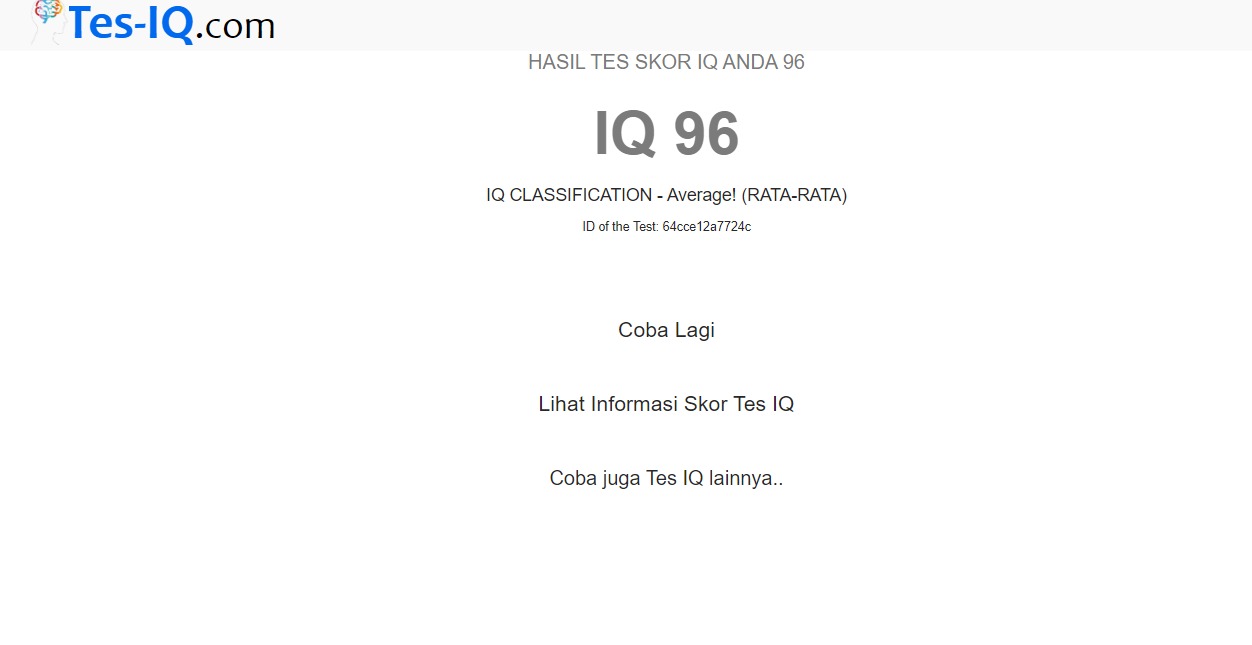 Tes-IQ.com
HASIL TES SKOR IQ ANDA 96
IQ 96
IQ CLASSIFICATION - Average! (RATA-RATA)
ID of the Test: 64cce12a7724c
Coba Lagi
Lihat Informasi Skor Tes IQ
Coba juga Tes IQ lainnya..